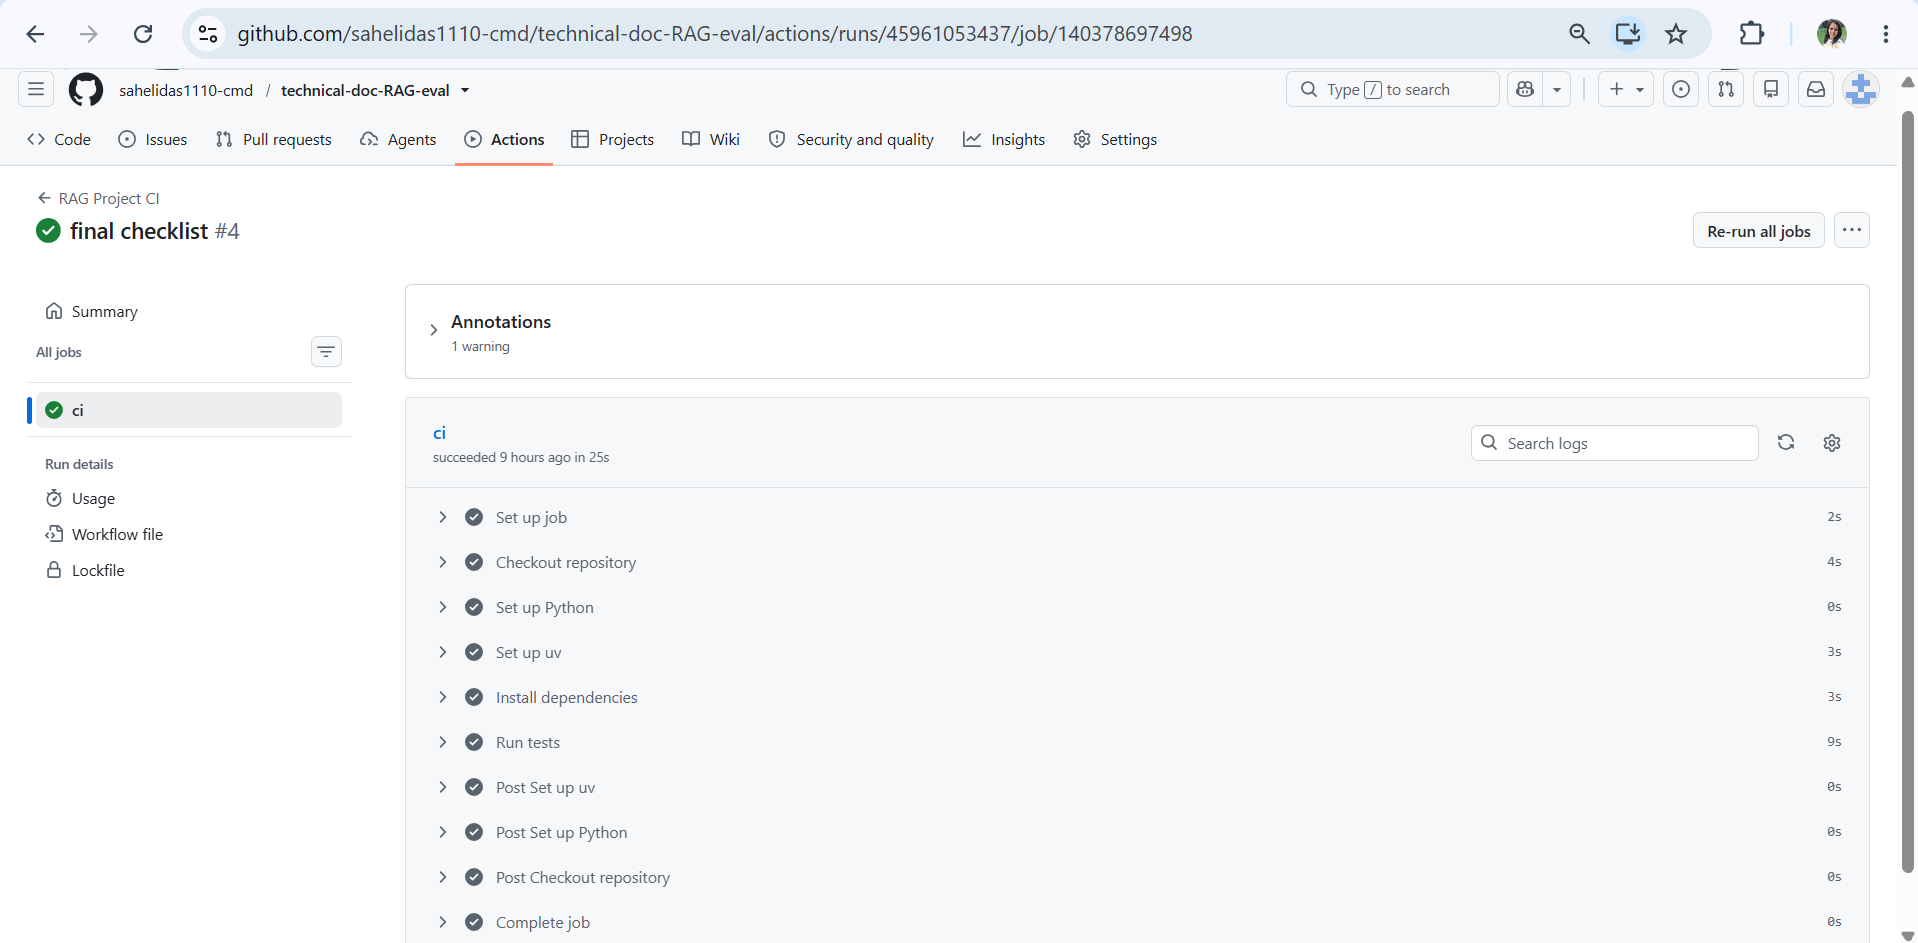 github.com/sahelidas1110-cmd/technical-doc-RAG-eval/actions/runs/45961053437/job/140378697498
sahelidas1110-cmd / technical-doc-RAG-eval
Type / to search
Code Issues Pull requests Agents Actions Projects Wiki Security and quality Insights Settings
RAG Project CI
final checklist #4
Re-run all jobs
Summary
All jobs
ci
Run details
Usage
Workflow file
Lockfile
Annotations
1 warning
ci
succeeded 9 hours ago in 25s
Search logs
Set up job 2s
Checkout repository 4s
Set up Python 0s
Set up uv 3s
Install dependencies 3s
Run tests 9s
Post Set up uv 0s
Post Set up Python 0s
Post Checkout repository 0s
Complete job 0s